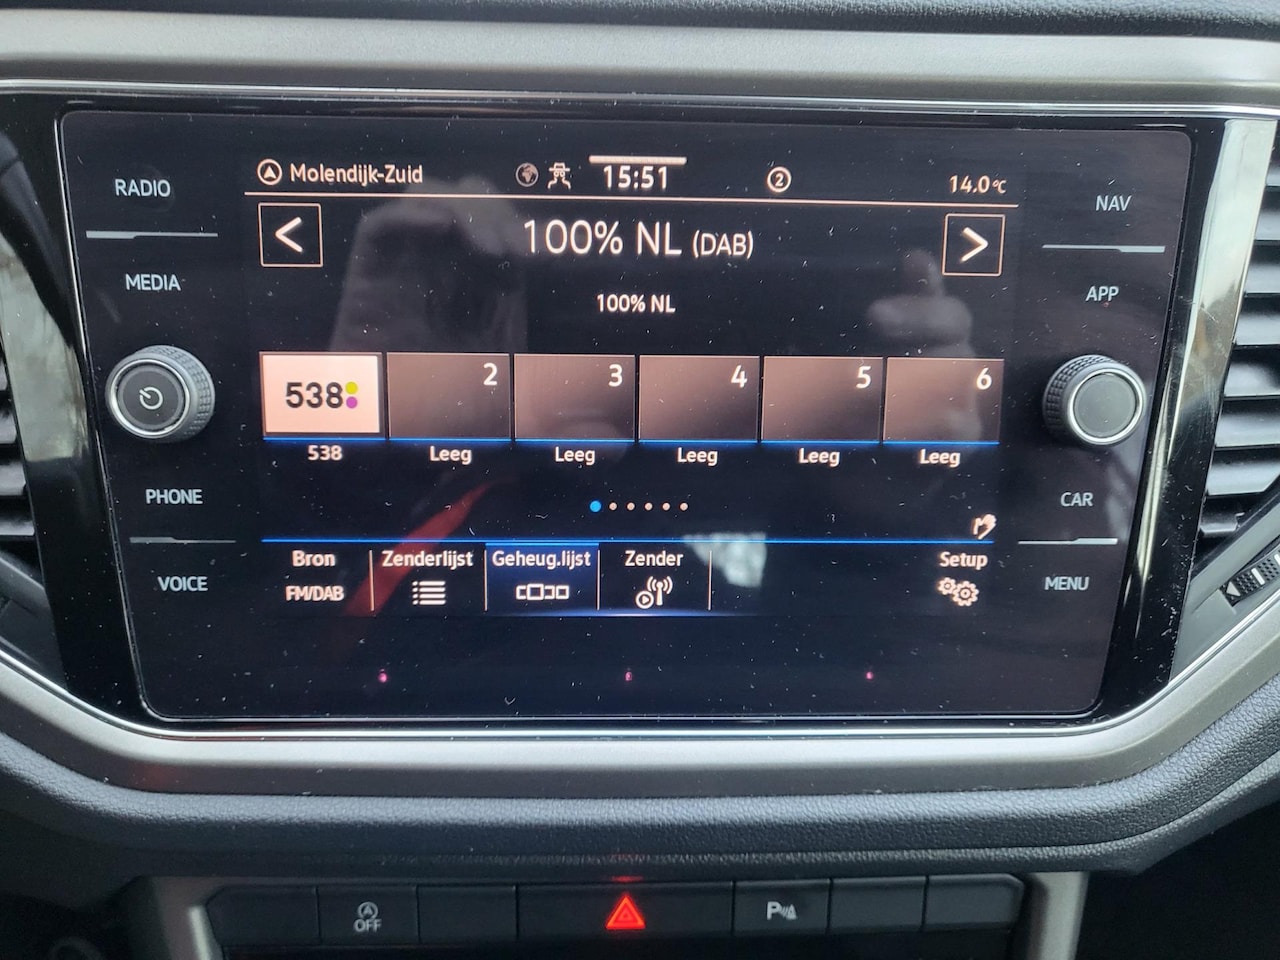 RADIO
MEDIA
PHONE
VOICE
Molendijk-Zuid
15:51
2
14.0°C
<
100% NL (DAB)
>
100% NL
538
2
3
4
5
6
538
Leeg
Leeg
Leeg
Leeg
Leeg
Bron
FM/DAB
Zenderlijst
Geheug.lijst
Zender
Setup
NAV
APP
CAR
MENU
A
OFF
P